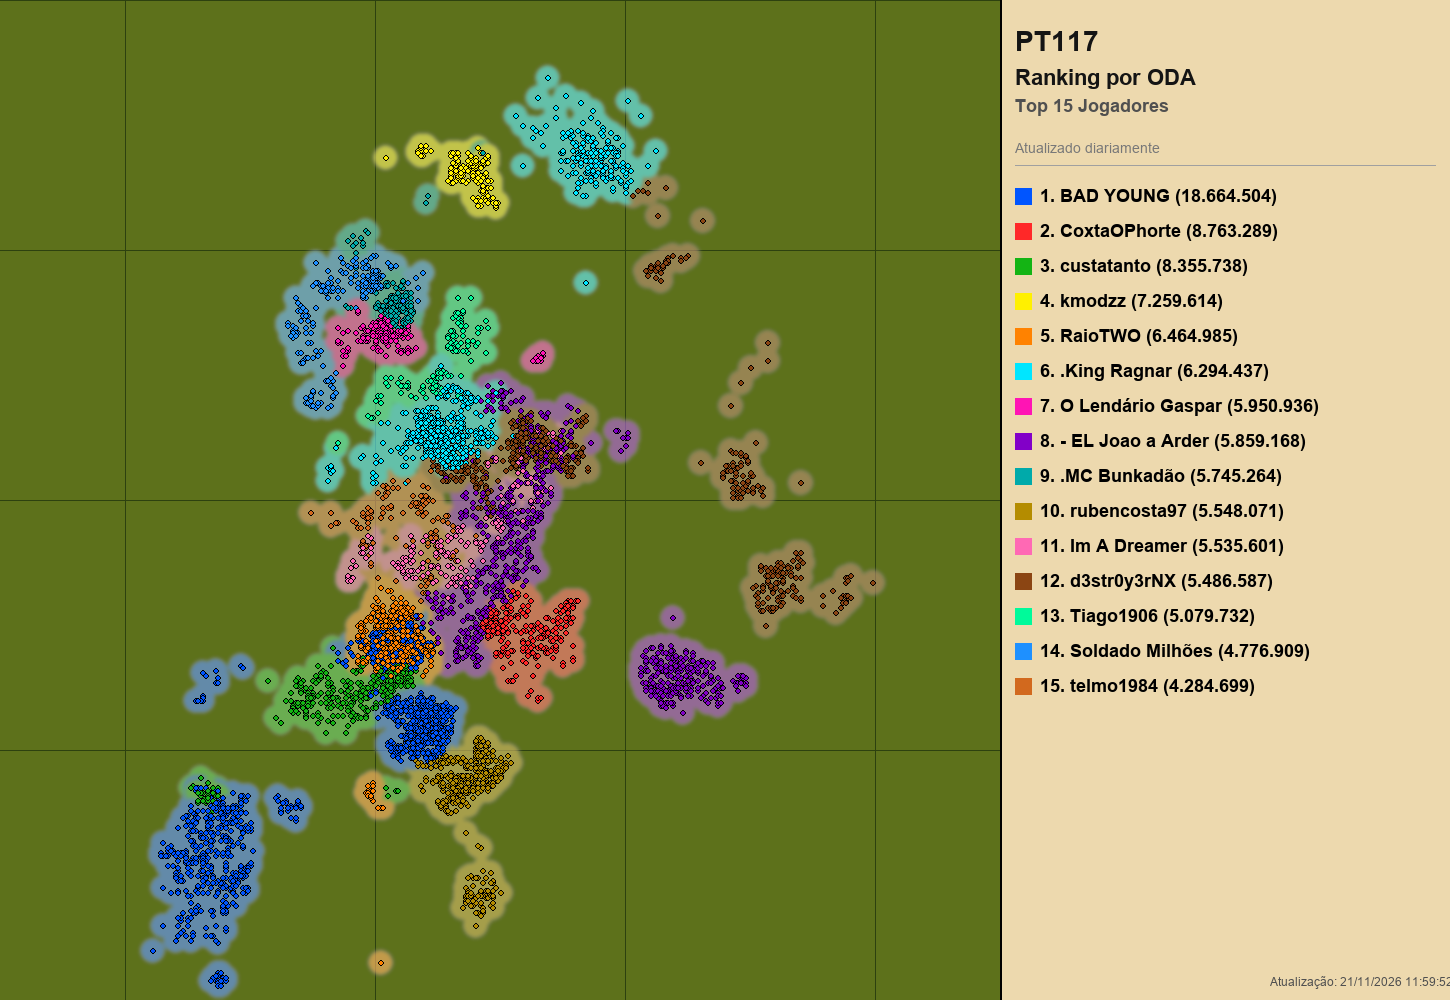 PT117
Ranking por ODA
Top 15 Jogadores
Atualizado diariamente
1. BAD YOUNG (18.664.504)
2. CoxtaOPhorte (8.763.289)
3. custatanto (8.355.738)
4. kmodzz (7.259.614)
5. RaioTWO (6.464.985)
6. .King Ragnar (6.294.437)
7. O Lendário Gaspar (5.950.936)
8. - EL Joao a Arder (5.859.168)
9. .MC Bunkadão (5.745.264)
10. rubencosta97 (5.548.071)
11. Im A Dreamer (5.535.601)
12. d3str0y3rNX (5.486.587)
13. Tiago1906 (5.079.732)
14. Soldado Milhões (4.776.909)
15. telmo1984 (4.284.699)
Atualização: 21/11/2026 11:59:52